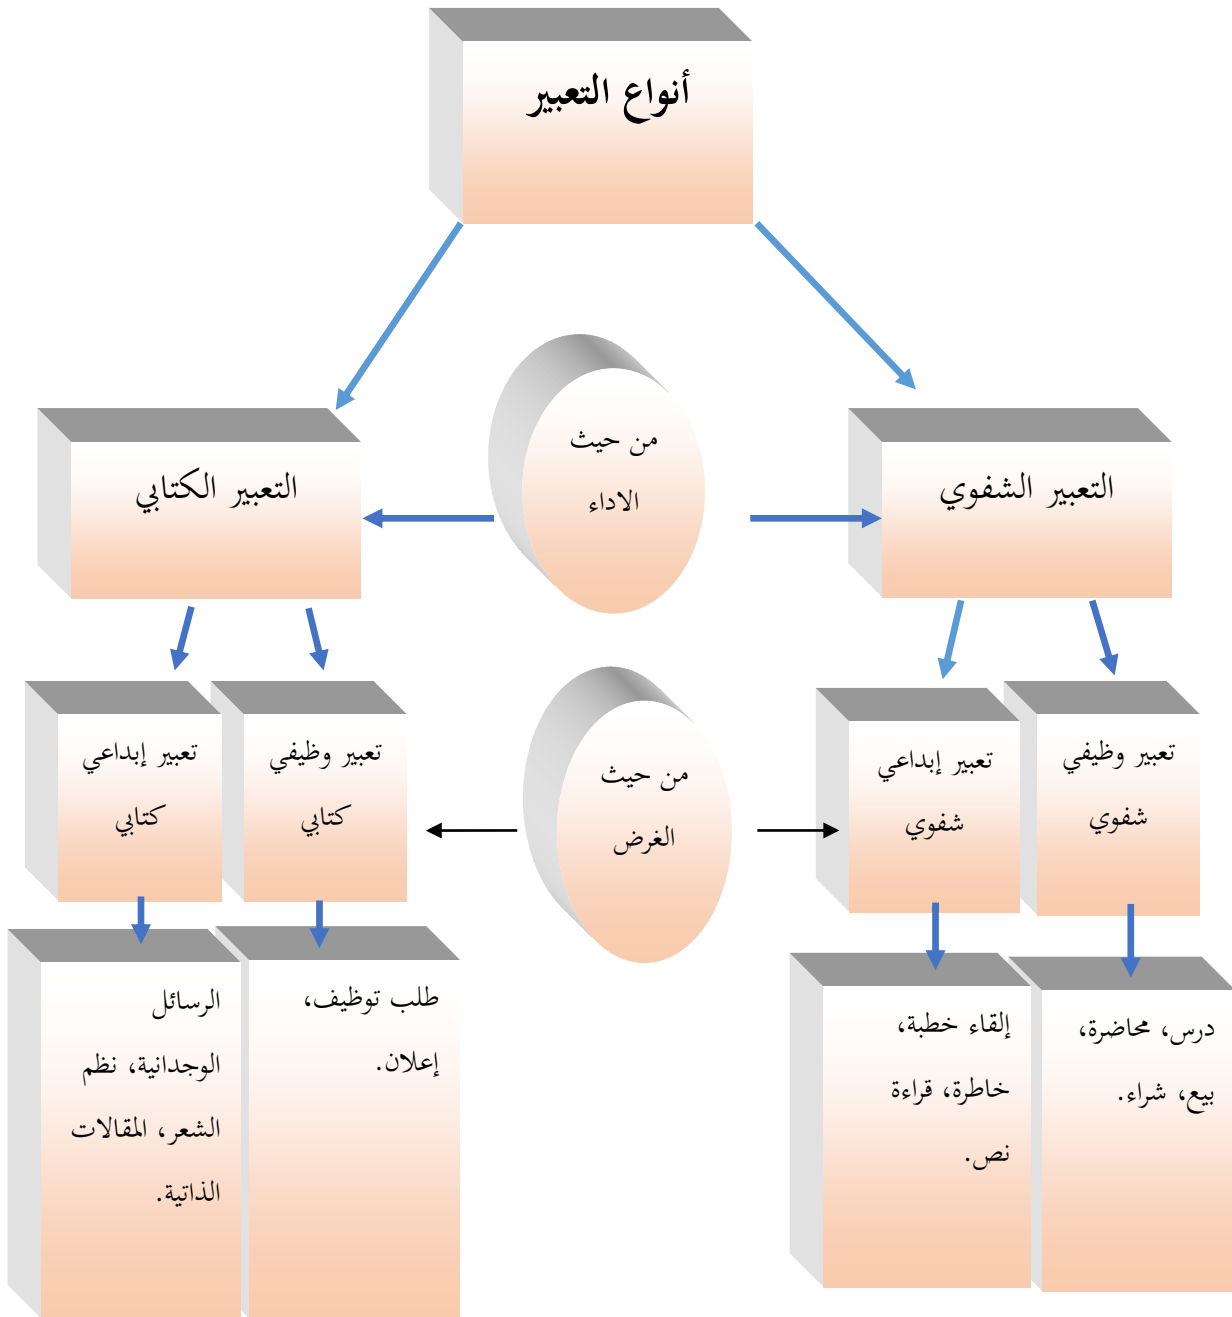 أنواع التعبير
من حيث
الاداء
التعبير الشفوي
التعبير الكتابي
من حيث
الغرض
تعبير وظيفي
شفوي
تعبير إبداعي
شفوي
تعبير وظيفي
كتابي
تعبير إبداعي
كتابي
درس، محاضرة،
بيع، شراء.
إلقاء خطبة،
خاطرة، قراءة
نص.
طلب توظيف،
إعلان.
الرسائل
الوجدانية، نظم
الشعر، المقالات
الذاتية.